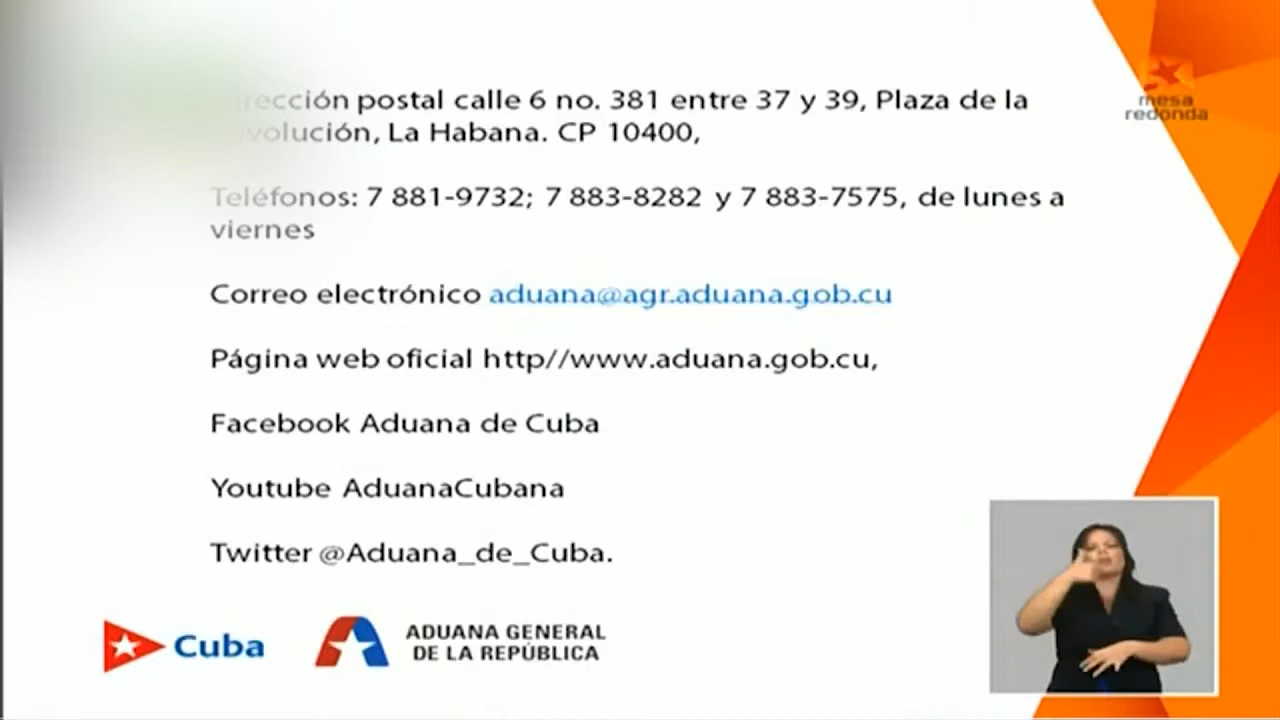 Dirección postal calle 6 no. 381 entre 37 y 39, Plaza de la
Revolución, La Habana. CP 10400,
Teléfonos: 7 881-9732; 7 883-8282 y 7 883-7575, de lunes a
viernes
Correo electrónico aduana@agr.aduana.gob.cu
Página web oficial http//www.aduana.gob.cu,
Facebook Aduana de Cuba
Youtube AduanaCubana
Twitter @Aduana_de_Cuba.
mesa
redonda
Cuba
ADUANA GENERAL
DE LA REPÚBLICA